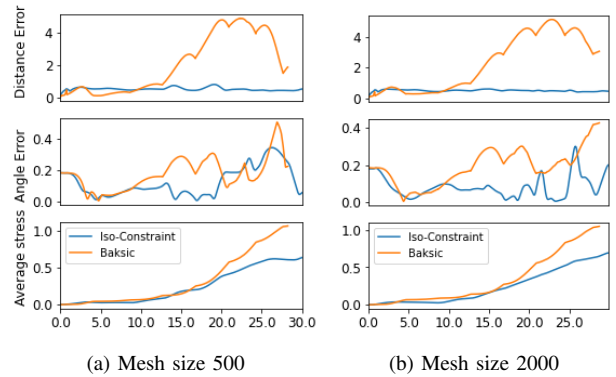 Distance Error
4
2
0
4
2
0
Angle Error
0.4
0.2
0.0
0.4
0.2
0.0
Average stress
1.0
0.5
0.0
Iso-Constraint
Baksic
0.0 5.0 10.0 15.0 20.0 25.0 30.0
1.0
0.5
0.0
Iso-Constraint
Baksic
0.0 5.0 10.0 15.0 20.0 25.0
(a) Mesh size 500
(b) Mesh size 2000